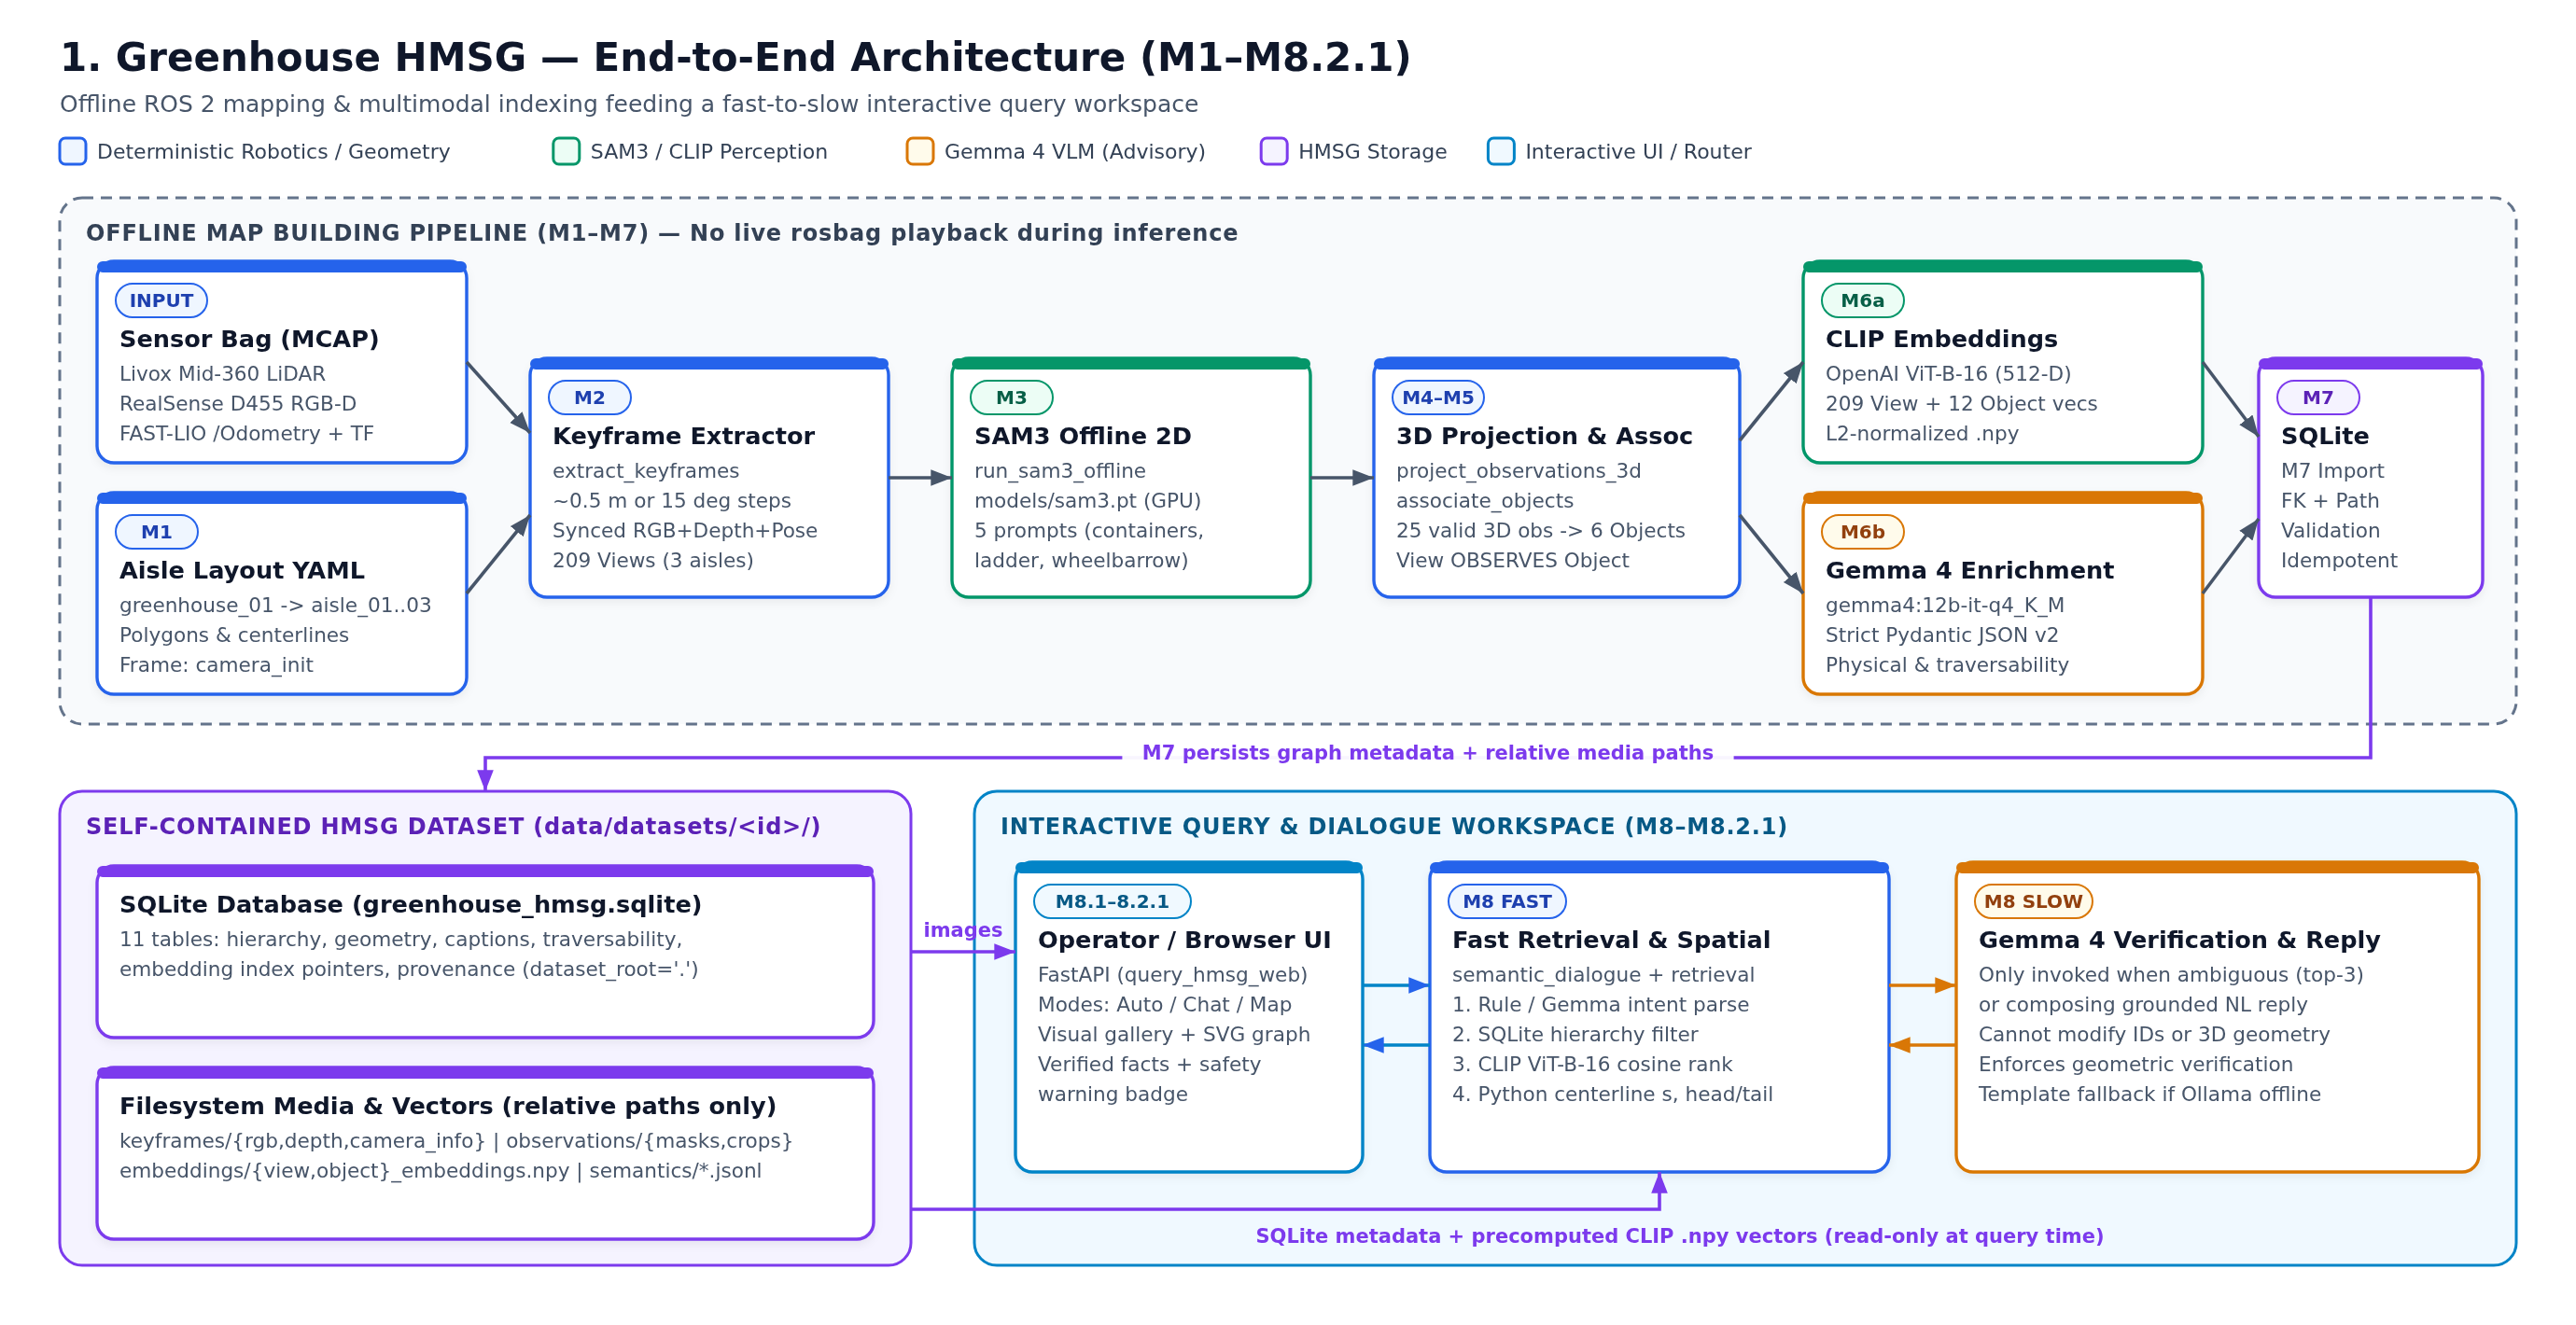 1. Greenhouse HMSG — End-to-End Architecture (M1–M8.2.1)
Offline ROS 2 mapping & multimodal indexing feeding a fast-to-slow interactive query workspace
Deterministic Robotics / Geometry
SAM3 / CLIP Perception
Gemma 4 VLM (Advisory)
HMSG Storage
Interactive UI / Router
OFFLINE MAP BUILDING PIPELINE (M1–M7) — No live rosbag playback during inference
INPUT
Sensor Bag (MCAP)
Livox Mid-360 LiDAR
RealSense D455 RGB-D
FAST-LIO /Odometry + TF
M1
Aisle Layout YAML
greenhouse_01 -> aisle_01..03
Polygons & centerlines
Frame: camera_init
M2
Keyframe Extractor
extract_keyframes
~0.5 m or 15 deg steps
Synced RGB+Depth+Pose
209 Views (3 aisles)
M3
SAM3 Offline 2D
run_sam3_offline
models/sam3.pt (GPU)
5 prompts (containers,
ladder, wheelbarrow)
M4–M5
3D Projection & Assoc
project_observations_3d
associate_objects
25 valid 3D obs -> 6 Objects
View OBSERVES Object
M6a
CLIP Embeddings
OpenAI ViT-B-16 (512-D)
209 View + 12 Object vecs
L2-normalized .npy
M6b
Gemma 4 Enrichment
gemma4:12b-it-q4_K_M
Strict Pydantic JSON v2
Physical & traversability
M7
SQLite
M7 Import
FK + Path
Validation
Idempotent
M7 persists graph metadata + relative media paths
SELF-CONTAINED HMSG DATASET (data/datasets/<id>/)
SQLite Database (greenhouse_hmsg.sqlite)
11 tables: hierarchy, geometry, captions, traversability,
embedding index pointers, provenance (dataset_root='.')
Filesystem Media & Vectors (relative paths only)
keyframes/{rgb,depth,camera_info} | observations/{masks,crops}
embeddings/{view,object}_embeddings.npy | semantics/*.jsonl
images
INTERACTIVE QUERY & DIALOGUE WORKSPACE (M8–M8.2.1)
M8.1–8.2.1
Operator / Browser UI
FastAPI (query_hmsg_web)
Modes: Auto / Chat / Map
Visual gallery + SVG graph
Verified facts + safety
warning badge
M8 FAST
Fast Retrieval & Spatial
semantic_dialogue + retrieval
1. Rule / Gemma intent parse
2. SQLite hierarchy filter
3. CLIP ViT-B-16 cosine rank
4. Python centerline s, head/tail
M8 SLOW
Gemma 4 Verification & Reply
Only invoked when ambiguous (top-3)
or composing grounded NL reply
Cannot modify IDs or 3D geometry
Enforces geometric verification
Template fallback if Ollama offline
SQLite metadata + precomputed CLIP .npy vectors (read-only at query time)